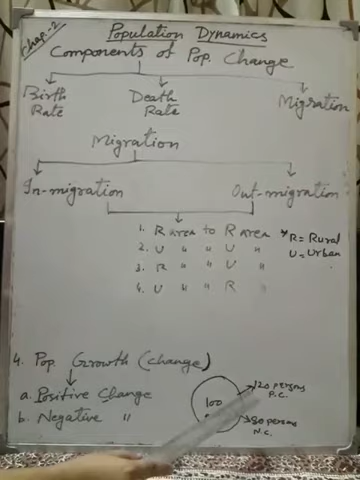 Chap.-2
Population Dynamics
Components of Pop. Change
Birth Rate
Death Rate
Migration
Migration
In-migration
Out-migration
1. R area to R area
2. U " " U "
3. R " " U "
4. U " " R "
* R = Rural
U = Urban
4. Pop. Growth (change)
a. Positive Change
b. Negative "
100
120 persons
P.C.
80 persons
N.C.